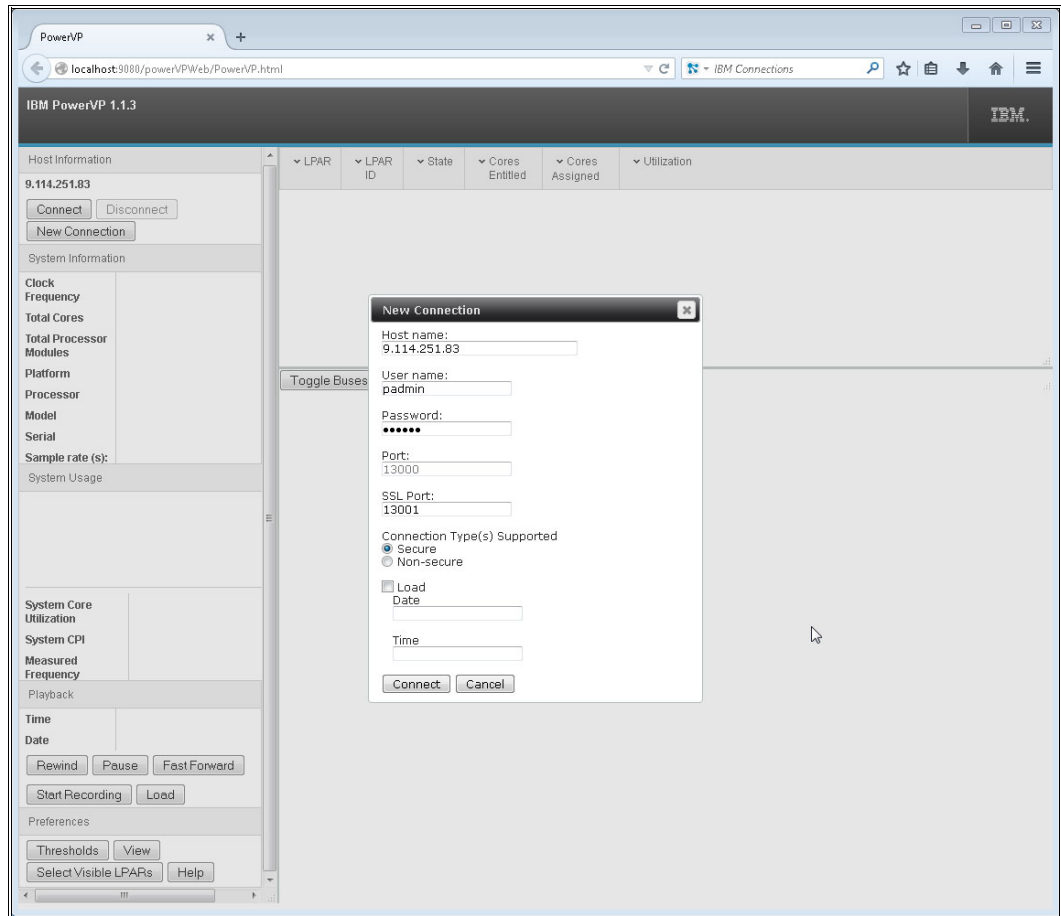 PowerVP
localhost:9080/powerVPWeb/PowerVP.html
IBM Connections
IBM PowerVP 1.1.3
IBM.
Host Information
9.114.251.83
Connect Disconnect
New Connection
System Information
Clock
Frequency
Total Cores
Total Processor
Modules
Platform
Processor
Model
Serial
Sample rate (s):
System Usage
System Core
Utilization
System CPI
Measured
Frequency
Playback
Time
Date
Rewind Pause Fast Forward
Start Recording Load
Preferences
Thresholds View
Select Visible LPARs Help
LPAR
LPAR
ID
State
Cores
Entitled
Cores
Assigned
Utilization
Toggle Buses
New Connection
Host name:
9.114.251.83
User name:
padmin
Password:
••••••
Port:
13000
SSL Port:
13001
Connection Type(s) Supported
Secure
Non-secure
Load
Date
Time
Connect Cancel